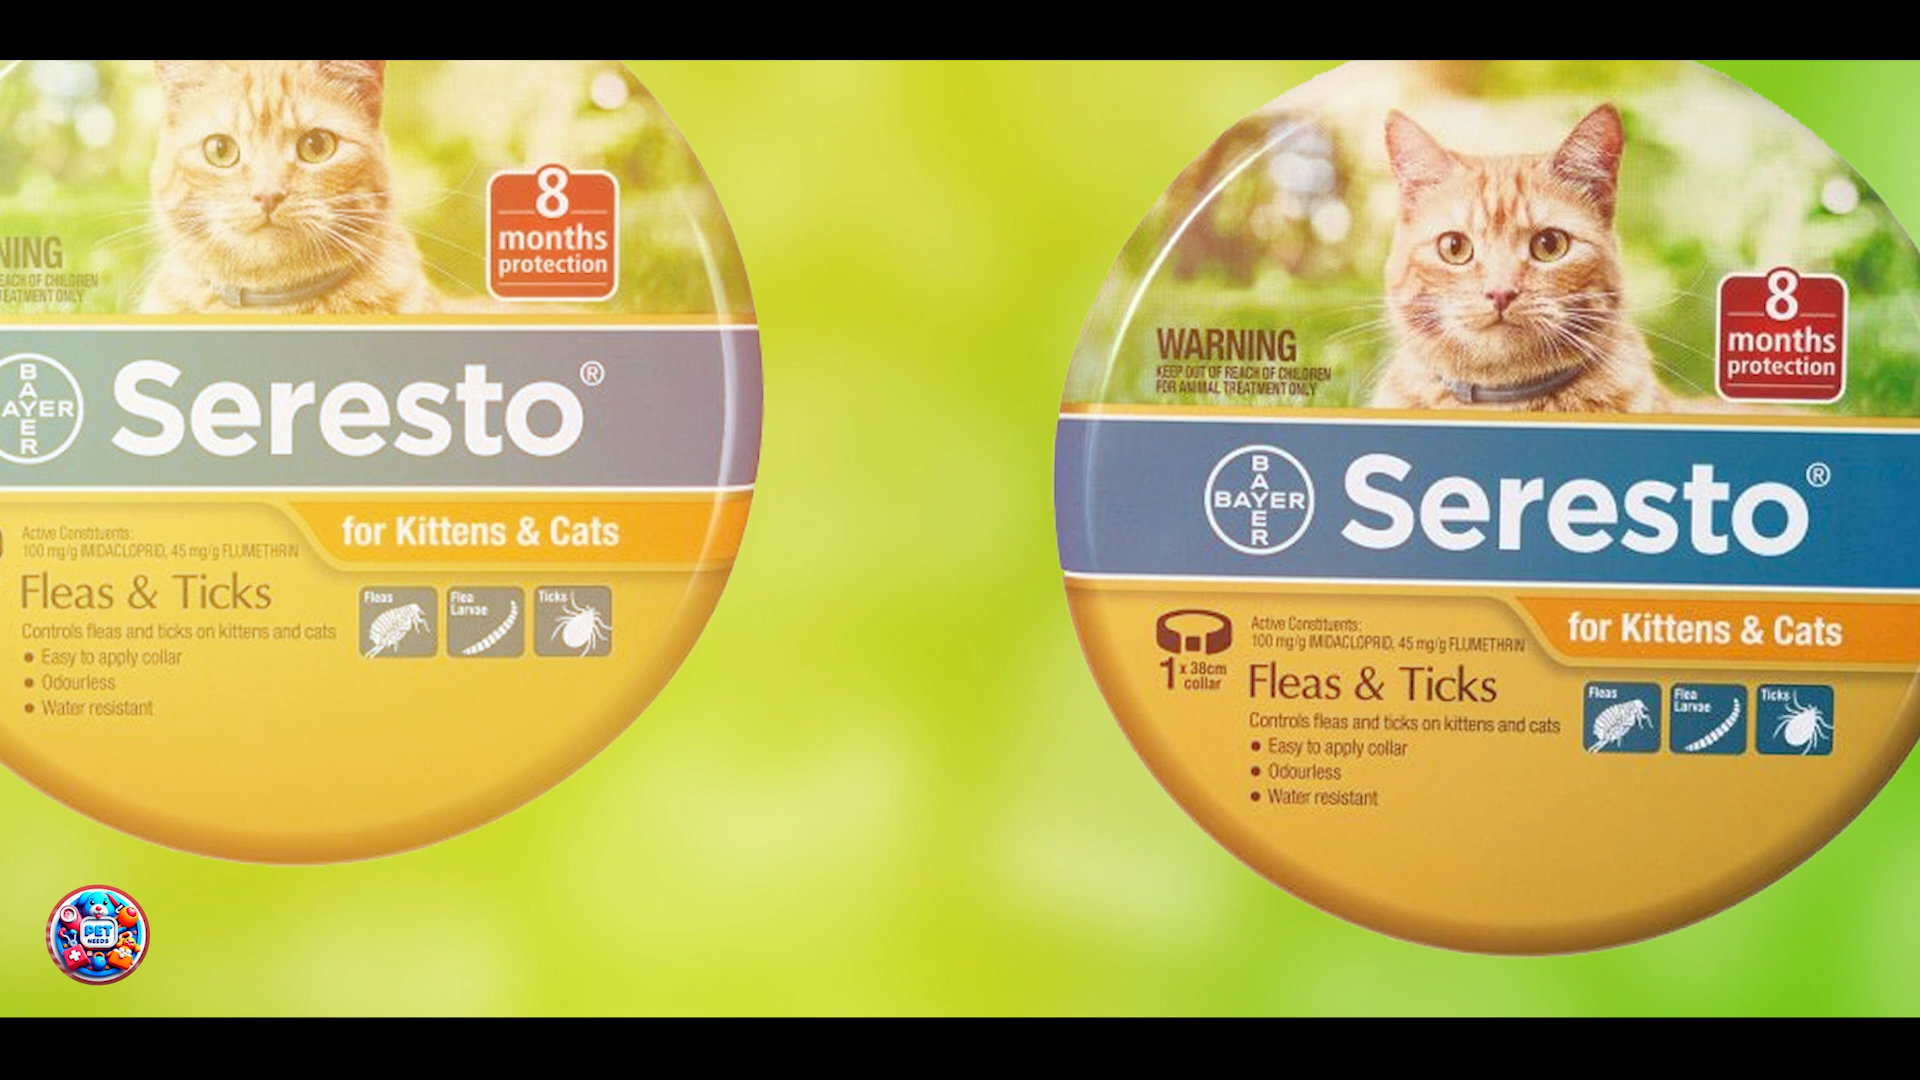 8
months
protection
NING
EACH OF CHILDREN
EATMENT ONLY
BAYER
AYER
Seresto®
for Kittens & Cats
Active Constituents:
100 mg/g IMIDACLOPRID, 45 mg/g FLUMETHRIN
Fleas & Ticks
Controls fleas and ticks on kittens and cats
• Easy to apply collar
• Odourless
• Water resistant
Fleas
Flea
Larvae
Ticks
8
months
protection
WARNING
KEEP OUT OF REACH OF CHILDREN
FOR ANIMAL TREATMENT ONLY
BAYER
BAYER
Seresto®
for Kittens & Cats
1 x 38cm
collar
Active Constituents:
100 mg/g IMIDACLOPRID, 45 mg/g FLUMETHRIN
Fleas & Ticks
Controls fleas and ticks on kittens and cats
• Easy to apply collar
• Odourless
• Water resistant
Fleas
Flea
Larvae
Ticks
PET
NEEDS